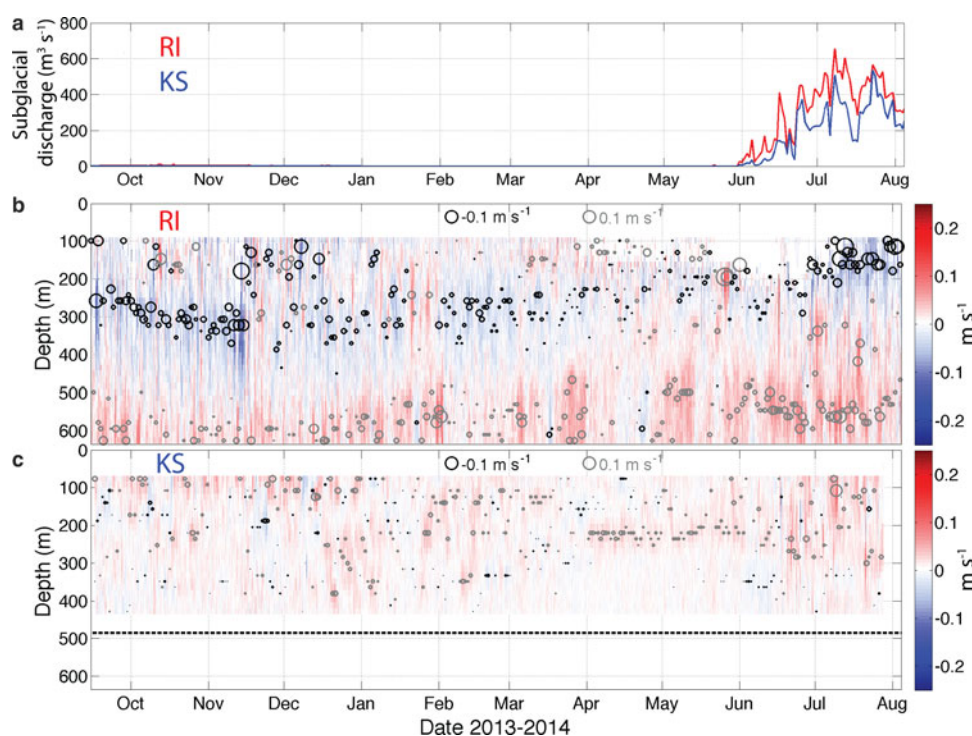 a
800
600
400
200
0
Subglacial
discharge (m³ s⁻¹)
RI
KS
Oct Nov Dec Jan Feb Mar Apr May Jun Jul Aug
b
RI
-0.1 m s⁻¹ 0.1 m s⁻¹
0
100
200
300
400
500
600
Depth (m)
0.2
0.1
0
-0.1
-0.2
m s⁻¹
c
KS
-0.1 m s⁻¹ 0.1 m s⁻¹
0
100
200
300
400
500
600
Depth (m)
0.2
0.1
0
-0.1
-0.2
m s⁻¹
Oct Nov Dec Jan Feb Mar Apr May Jun Jul Aug
Date 2013-2014